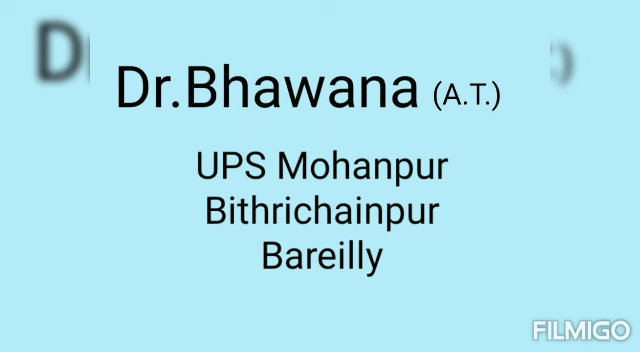 Dr.Bhawana (A.T.)
UPS Mohanpur
Bithrichainpur
Bareilly
FILMIGO